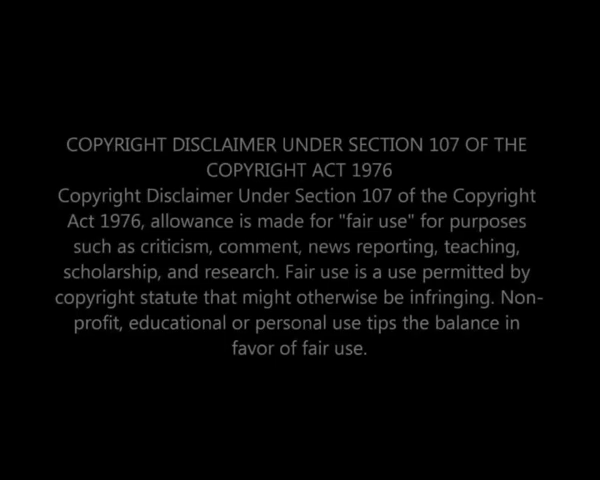 COPYRIGHT DISCLAIMER UNDER SECTION 107 OF THE
COPYRIGHT ACT 1976
Copyright Disclaimer Under Section 107 of the Copyright
Act 1976, allowance is made for "fair use" for purposes
such as criticism, comment, news reporting, teaching,
scholarship, and research. Fair use is a use permitted by
copyright statute that might otherwise be infringing. Non-
profit, educational or personal use tips the balance in
favor of fair use.